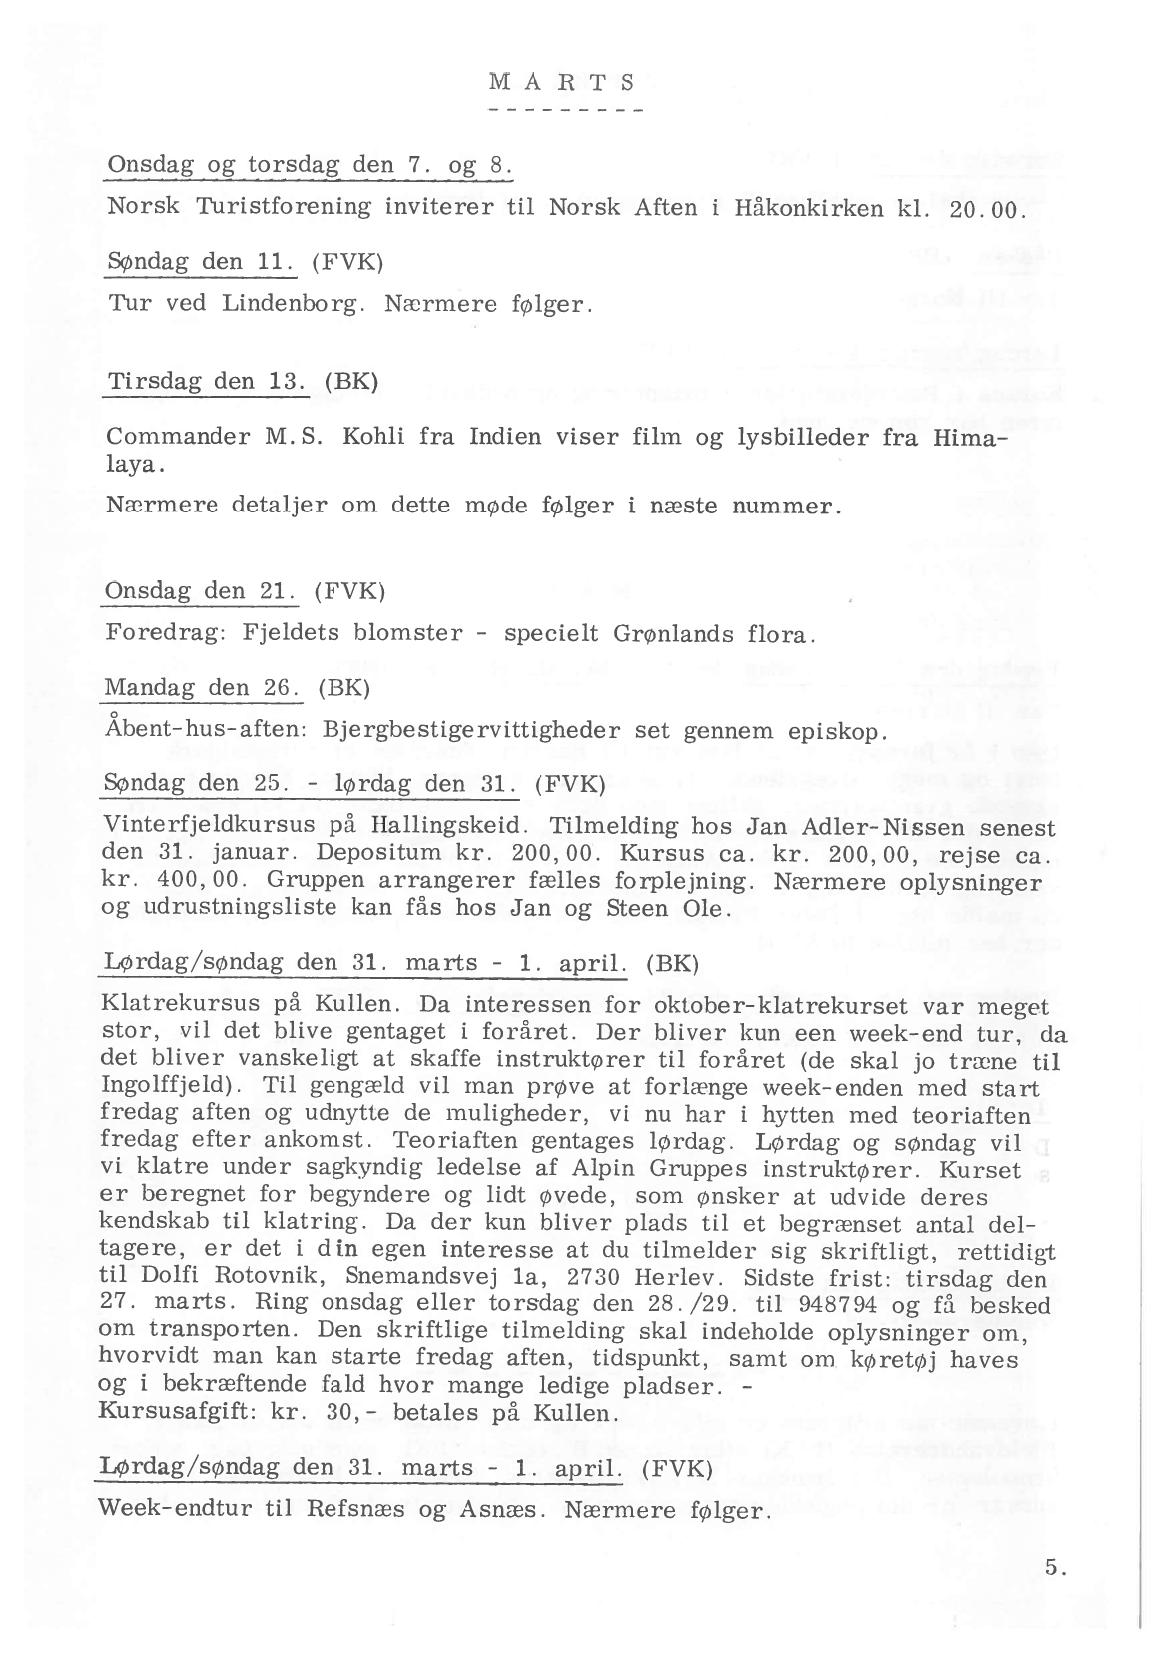 M A R T S
---------
Onsdag og torsdag den 7. og 8.
Norsk Turistforening inviterer til Norsk Aften i Håkonkirken kl. 20.00.
Søndag den 11. (FVK)
Tur ved Lindenborg. Nærmere følger.
Tirsdag den 13. (BK)
Commander M.S. Kohli fra Indien viser film og lysbilleder fra Hima-
laya.
Nærmere detaljer om dette møde følger i næste nummer.
Onsdag den 21. (FVK)
Foredrag: Fjeldets blomster - specielt Grønlands flora.
Mandag den 26. (BK)
Åbent-hus-aften: Bjergbestigervittigheder set gennem episkop.
Søndag den 25. - lørdag den 31. (FVK)
Vinterfjeldkursus på Hallingskeid. Tilmelding hos Jan Adler-Nissen senest
den 31. januar. Depositum kr. 200,00. Kursus ca. kr. 200,00, rejse ca.
kr. 400,00. Gruppen arrangerer fælles forplejning. Nærmere oplysninger
og udrustningsliste kan fås hos Jan og Steen Ole.
Lørdag/søndag den 31. marts - 1. april. (BK)
Klatrekursus på Kullen. Da interessen for oktober-klatrekurset var meget
stor, vil det blive gentaget i foråret. Der bliver kun een week-end tur, da
det bliver vanskeligt at skaffe instruktører til foråret (de skal jo træne til
Ingolffjeld). Til gengæld vil man prøve at forlænge week-enden med start
fredag aften og udnytte de muligheder, vi nu har i hytten med teoriaften
fredag efter ankomst. Teoriaften gentages lørdag. Lørdag og søndag vil
vi klatre under sagkyndig ledelse af Alpin Gruppes instruktører. Kurset
er beregnet for begyndere og lidt øvede, som ønsker at udvide deres
kendskab til klatring. Da der kun bliver plads til et begrænset antal del-
tagere, er det i din egen interesse at du tilmelder sig skriftligt, rettidigt
til Dolfi Rotovnik, Snemandsvej 1a, 2730 Herlev. Sidste frist: tirsdag den
27. marts. Ring onsdag eller torsdag den 28./29. til 948794 og få besked
om transporten. Den skriftlige tilmelding skal indeholde oplysninger om,
hvorvidt man kan starte fredag aften, tidspunkt, samt om køretøj haves
og i bekræftende fald hvor mange ledige pladser. -
Kursusafgift: kr. 30,- betales på Kullen.
Lørdag/søndag den 31. marts - 1. april. (FVK)
Week-endtur til Refsnæs og Asnæs. Nærmere følger.
5.